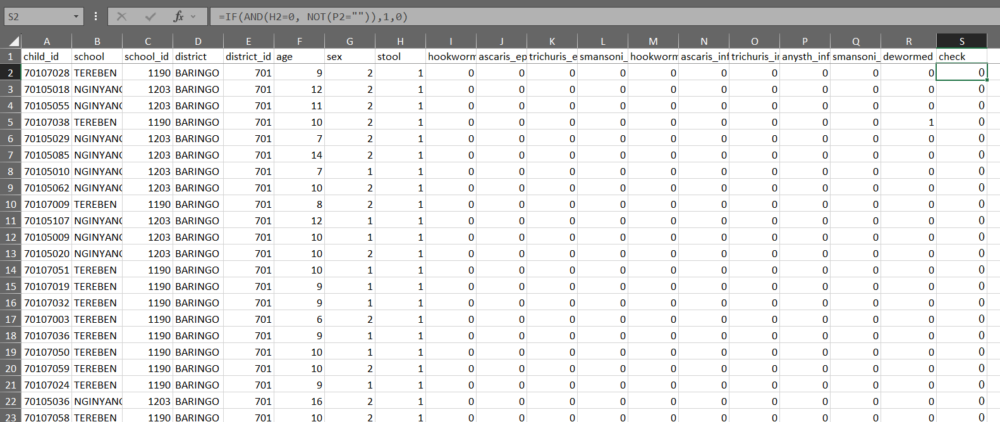 S2 fx =IF(AND(H2=0, NOT(P2="")),1,0)
A B C D E F G H I J K L M N O P Q R S
1 child_id school school_id district district_id age sex stool hookworm ascaris_ep trichuris_e smansoni_ hookworm ascaris_inf trichuris_in anysth_inf smansoni_ dewormed check
2 70107028 TEREBEN 1190 BARINGO 701 9 2 1 0 0 0 0 0 0 0 0 0 0 0
3 70105018 NGINYANG 1203 BARINGO 701 12 2 1 0 0 0 0 0 0 0 0 0 0 0
4 70105055 NGINYANG 1203 BARINGO 701 11 2 1 0 0 0 0 0 0 0 0 0 0 0
5 70107038 TEREBEN 1190 BARINGO 701 10 2 1 0 0 0 0 0 0 0 0 0 1 0
6 70105029 NGINYANG 1203 BARINGO 701 7 2 1 0 0 0 0 0 0 0 0 0 0 0
7 70105085 NGINYANG 1203 BARINGO 701 14 2 1 0 0 0 0 0 0 0 0 0 0 0
8 70105010 NGINYANG 1203 BARINGO 701 7 1 1 0 0 0 0 0 0 0 0 0 0 0
9 70105062 NGINYANG 1203 BARINGO 701 10 2 1 0 0 0 0 0 0 0 0 0 0 0
10 70107009 TEREBEN 1190 BARINGO 701 8 2 1 0 0 0 0 0 0 0 0 0 0 0
11 70105107 NGINYANG 1203 BARINGO 701 12 1 1 0 0 0 0 0 0 0 0 0 0 0
12 70105009 NGINYANG 1203 BARINGO 701 10 1 1 0 0 0 0 0 0 0 0 0 0 0
13 70105020 NGINYANG 1203 BARINGO 701 10 2 1 0 0 0 0 0 0 0 0 0 0 0
14 70107051 TEREBEN 1190 BARINGO 701 10 1 1 0 0 0 0 0 0 0 0 0 0 0
15 70107019 TEREBEN 1190 BARINGO 701 9 1 1 0 0 0 0 0 0 0 0 0 0 0
16 70107032 TEREBEN 1190 BARINGO 701 9 1 1 0 0 0 0 0 0 0 0 0 0 0
17 70107003 TEREBEN 1190 BARINGO 701 6 2 1 0 0 0 0 0 0 0 0 0 0 0
18 70107036 TEREBEN 1190 BARINGO 701 9 1 1 0 0 0 0 0 0 0 0 0 0 0
19 70107050 TEREBEN 1190 BARINGO 701 10 1 1 0 0 0 0 0 0 0 0 0 0 0
20 70107059 TEREBEN 1190 BARINGO 701 10 2 1 0 0 0 0 0 0 0 0 0 0 0
21 70107024 TEREBEN 1190 BARINGO 701 9 1 1 0 0 0 0 0 0 0 0 0 0 0
22 70105036 NGINYANG 1203 BARINGO 701 16 2 1 0 0 0 0 0 0 0 0 0 0 0
23 70107058 TEREBEN 1190 BARINGO 701 10 2 1 0 0 0 0 0 0 0 0 0 0 0